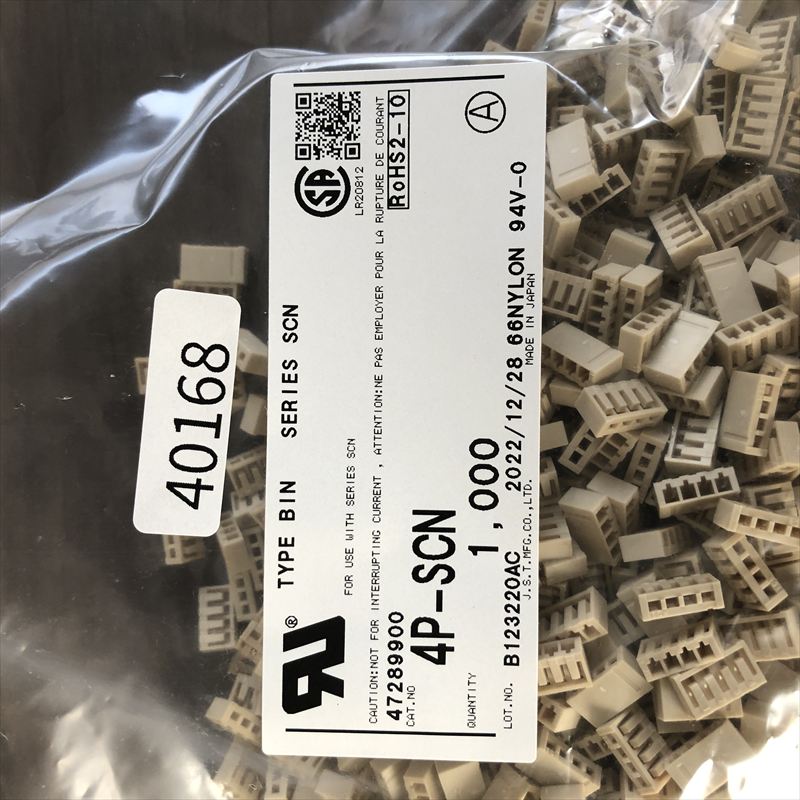 40168
TYPE BIN SERIES SCN
FOR USE WITH SERIES SCN
CAUTION:NOT FOR INTERRUPTING CURRENT , ATTENTION:NE PAS EMPLOYER POUR LA RUPTURE DE COURANT
47289900
CAT.NO 4P-SCN
QUANTITY 1,000
LOT.NO. B123220AC 2022/12/28 66NYLON 94V-0
J.S.T.MFG.CO.,LTD. MADE IN JAPAN
®
LR20812
RoHS2-10
A